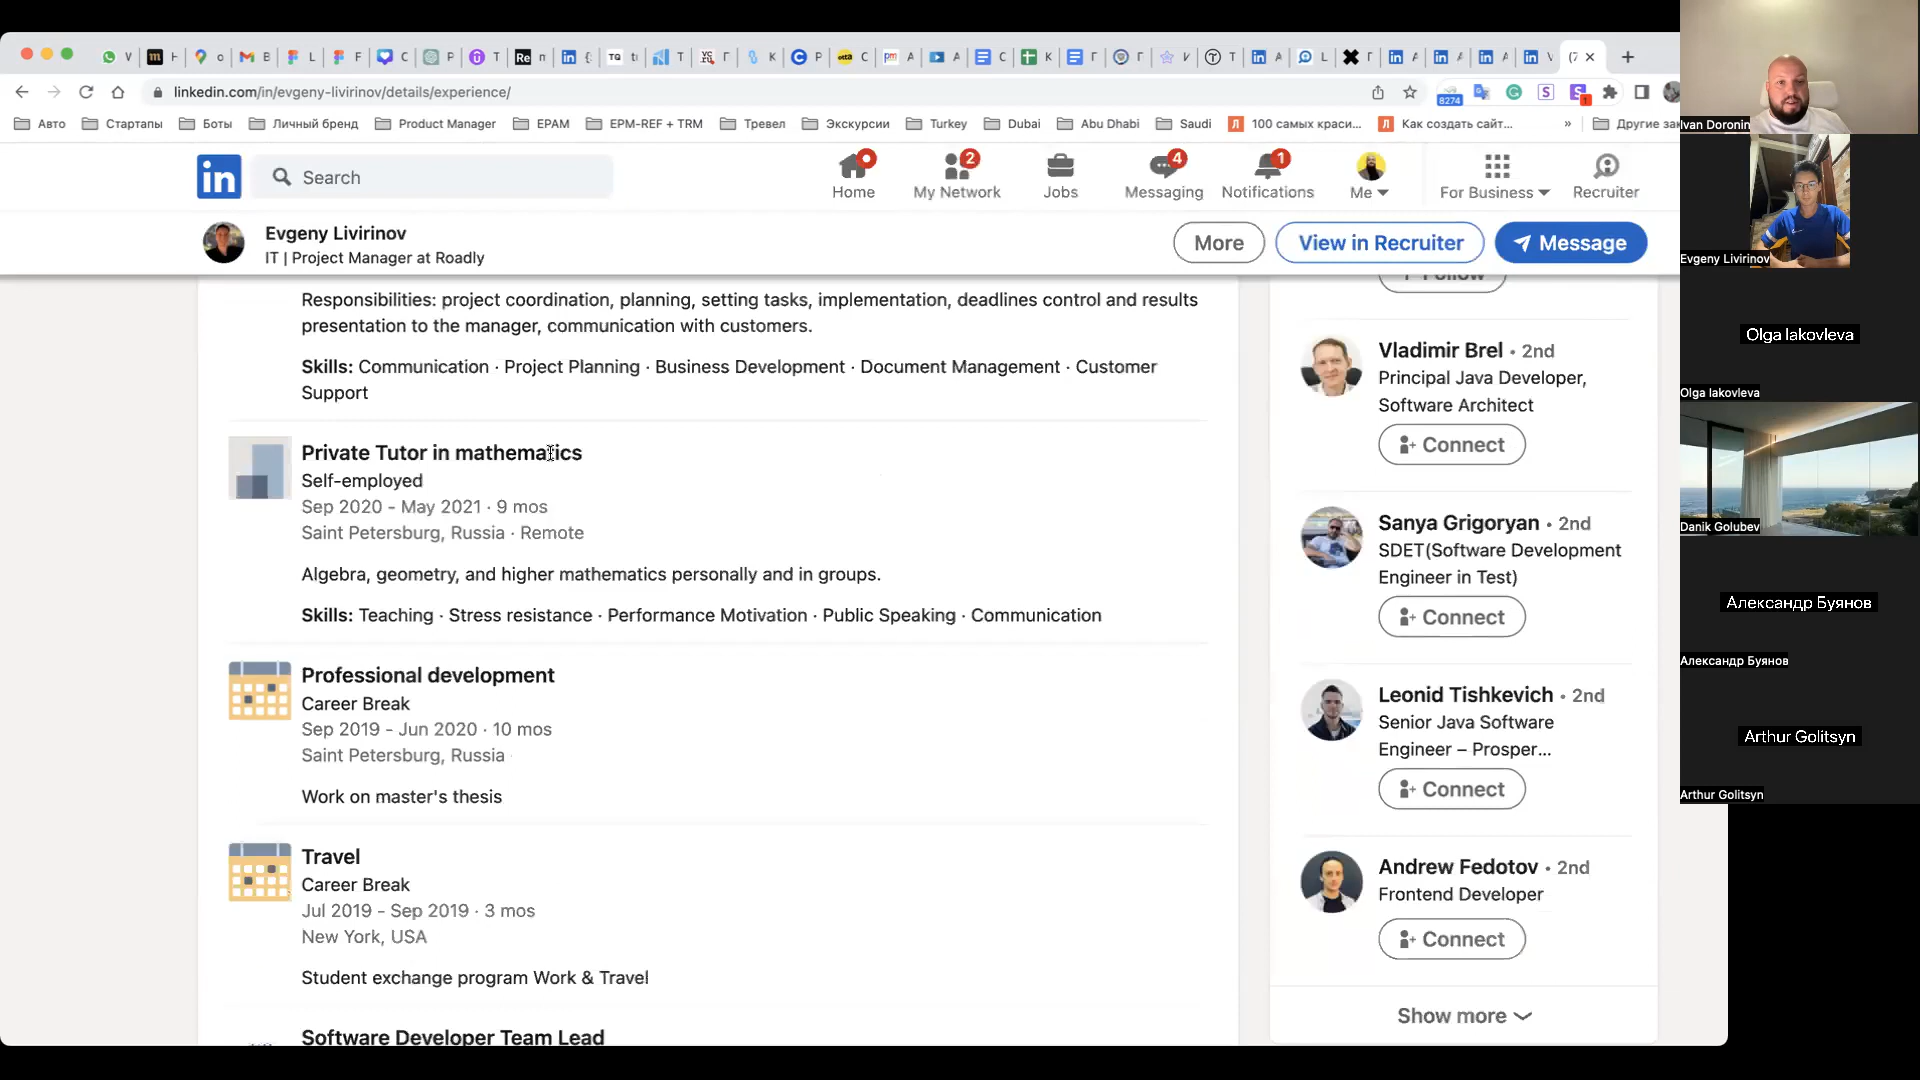 linkedin.com/in/evgeny-livirinov/details/experience/
8274
1
Авто
Стартапы
Боты
Личный бренд
Product Manager
EPAM
EPM-REF + TRM
Тревел
Экскурсии
Turkey
Dubai
Abu Dhabi
Saudi
100 самых краси...
Как создать сайт...
»
in
Search
Home
2
My Network
Jobs
4
Messaging
1
Notifications
Me
For Business
Recruiter
Evgeny Livirinov
IT | Project Manager at Roadly
More
View in Recruiter
Message
Responsibilities: project coordination, planning, setting tasks, implementation, deadlines control and results
presentation to the manager, communication with customers.
Skills: Communication · Project Planning · Business Development · Document Management · Customer
Support
Private Tutor in mathematics
Self-employed
Sep 2020 - May 2021 · 9 mos
Saint Petersburg, Russia · Remote
Algebra, geometry, and higher mathematics personally and in groups.
Skills: Teaching · Stress resistance · Performance Motivation · Public Speaking · Communication
Professional development
Career Break
Sep 2019 - Jun 2020 · 10 mos
Saint Petersburg, Russia
Work on master's thesis
Travel
Career Break
Jul 2019 - Sep 2019 · 3 mos
New York, USA
Student exchange program Work & Travel
Software Developer Team Lead
+ Follow
Vladimir Brel • 2nd
Principal Java Developer,
Software Architect
Connect
Sanya Grigoryan • 2nd
SDET(Software Development
Engineer in Test)
Connect
Leonid Tishkevich • 2nd
Senior Java Software
Engineer – Prosper...
Connect
Andrew Fedotov • 2nd
Frontend Developer
Connect
Show more
Ivan Doronin
Evgeny Livirinov
Olga Iakovleva
Olga Iakovleva
Danik Golubev
Александр Буянов
Александр Буянов
Arthur Golitsyn
Arthur Golitsyn